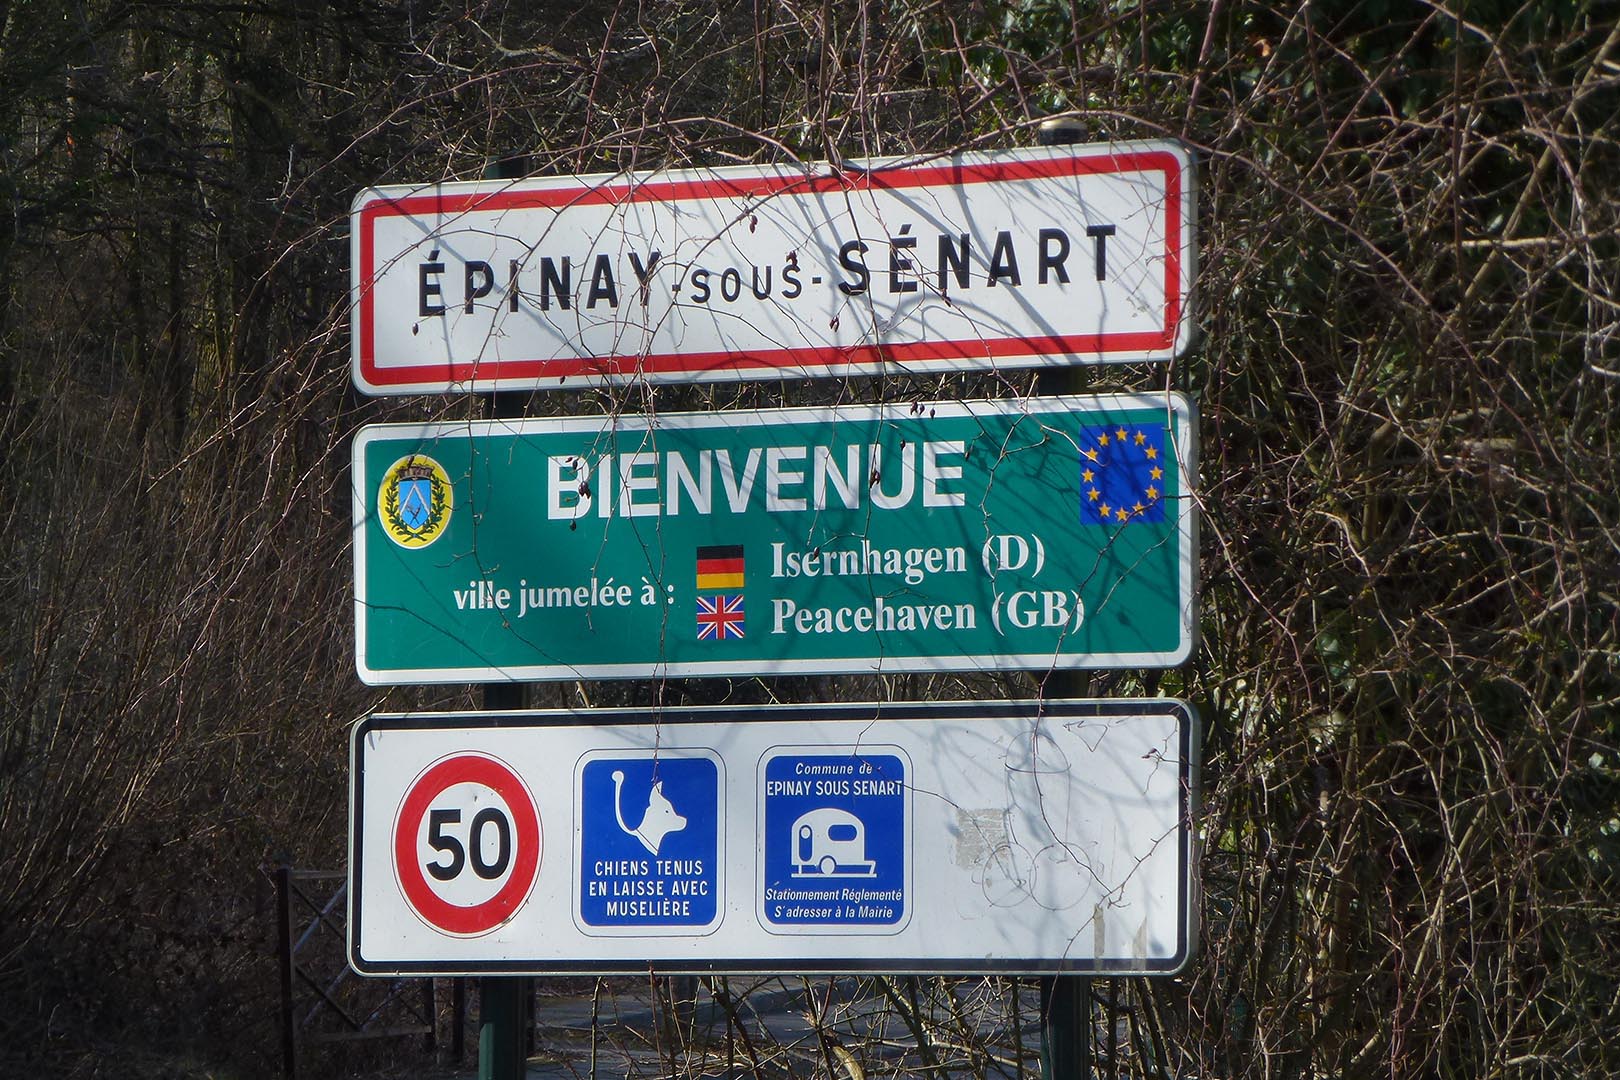 ÉPINAY-SOUS-SÉNART
BIENVENUE
ville jumelée à :
Isernhagen (D)
Peacehaven (GB)
50
CHIENS TENUS
EN LAISSE AVEC
MUSELIÈRE
Commune de
EPINAY SOUS SENART
Stationnement Réglementé
S'adresser à la Mairie